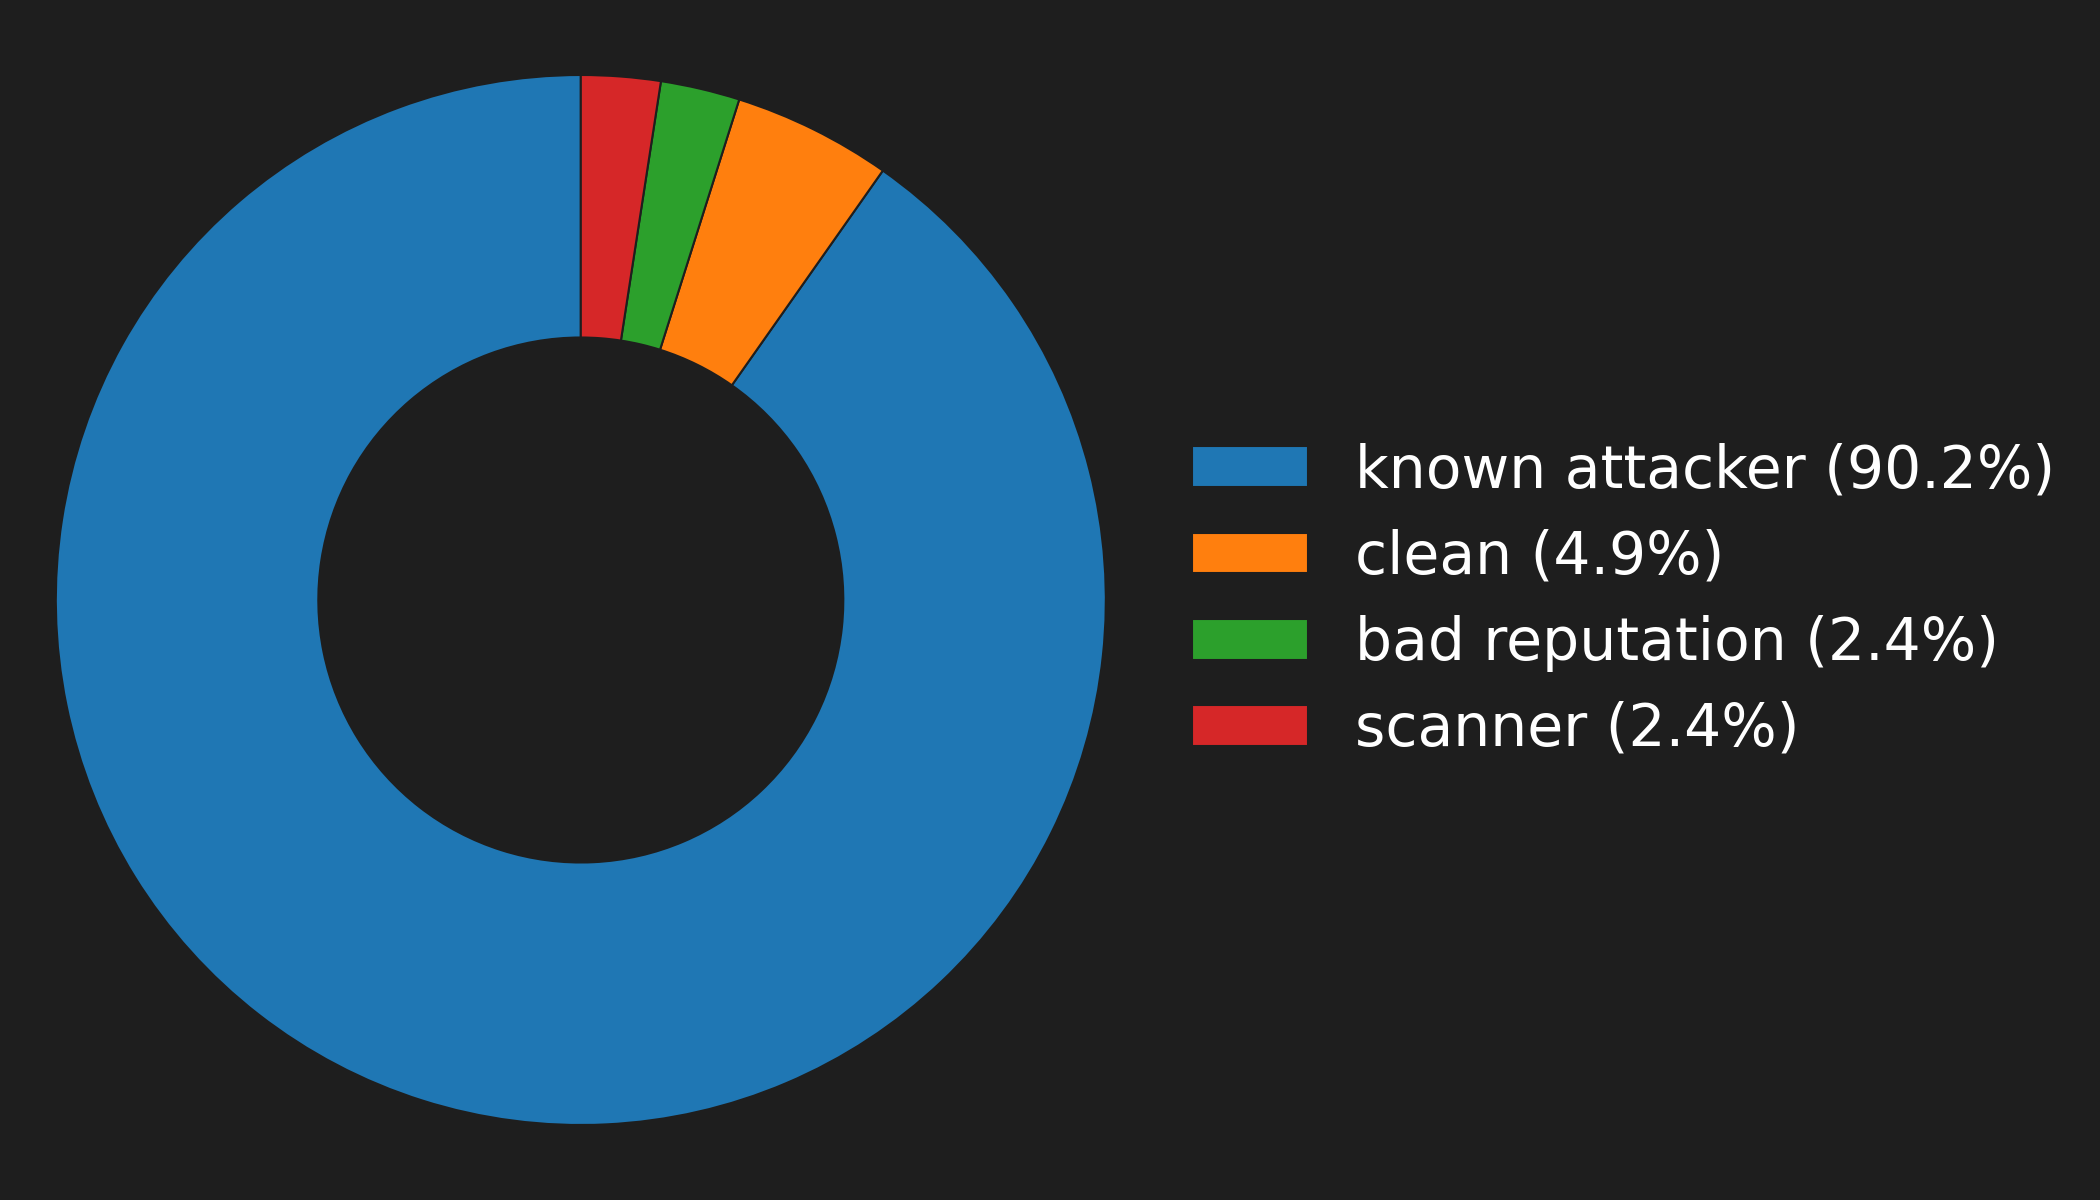 known attacker (90.2%)
clean (4.9%)
bad reputation (2.4%)
scanner (2.4%)